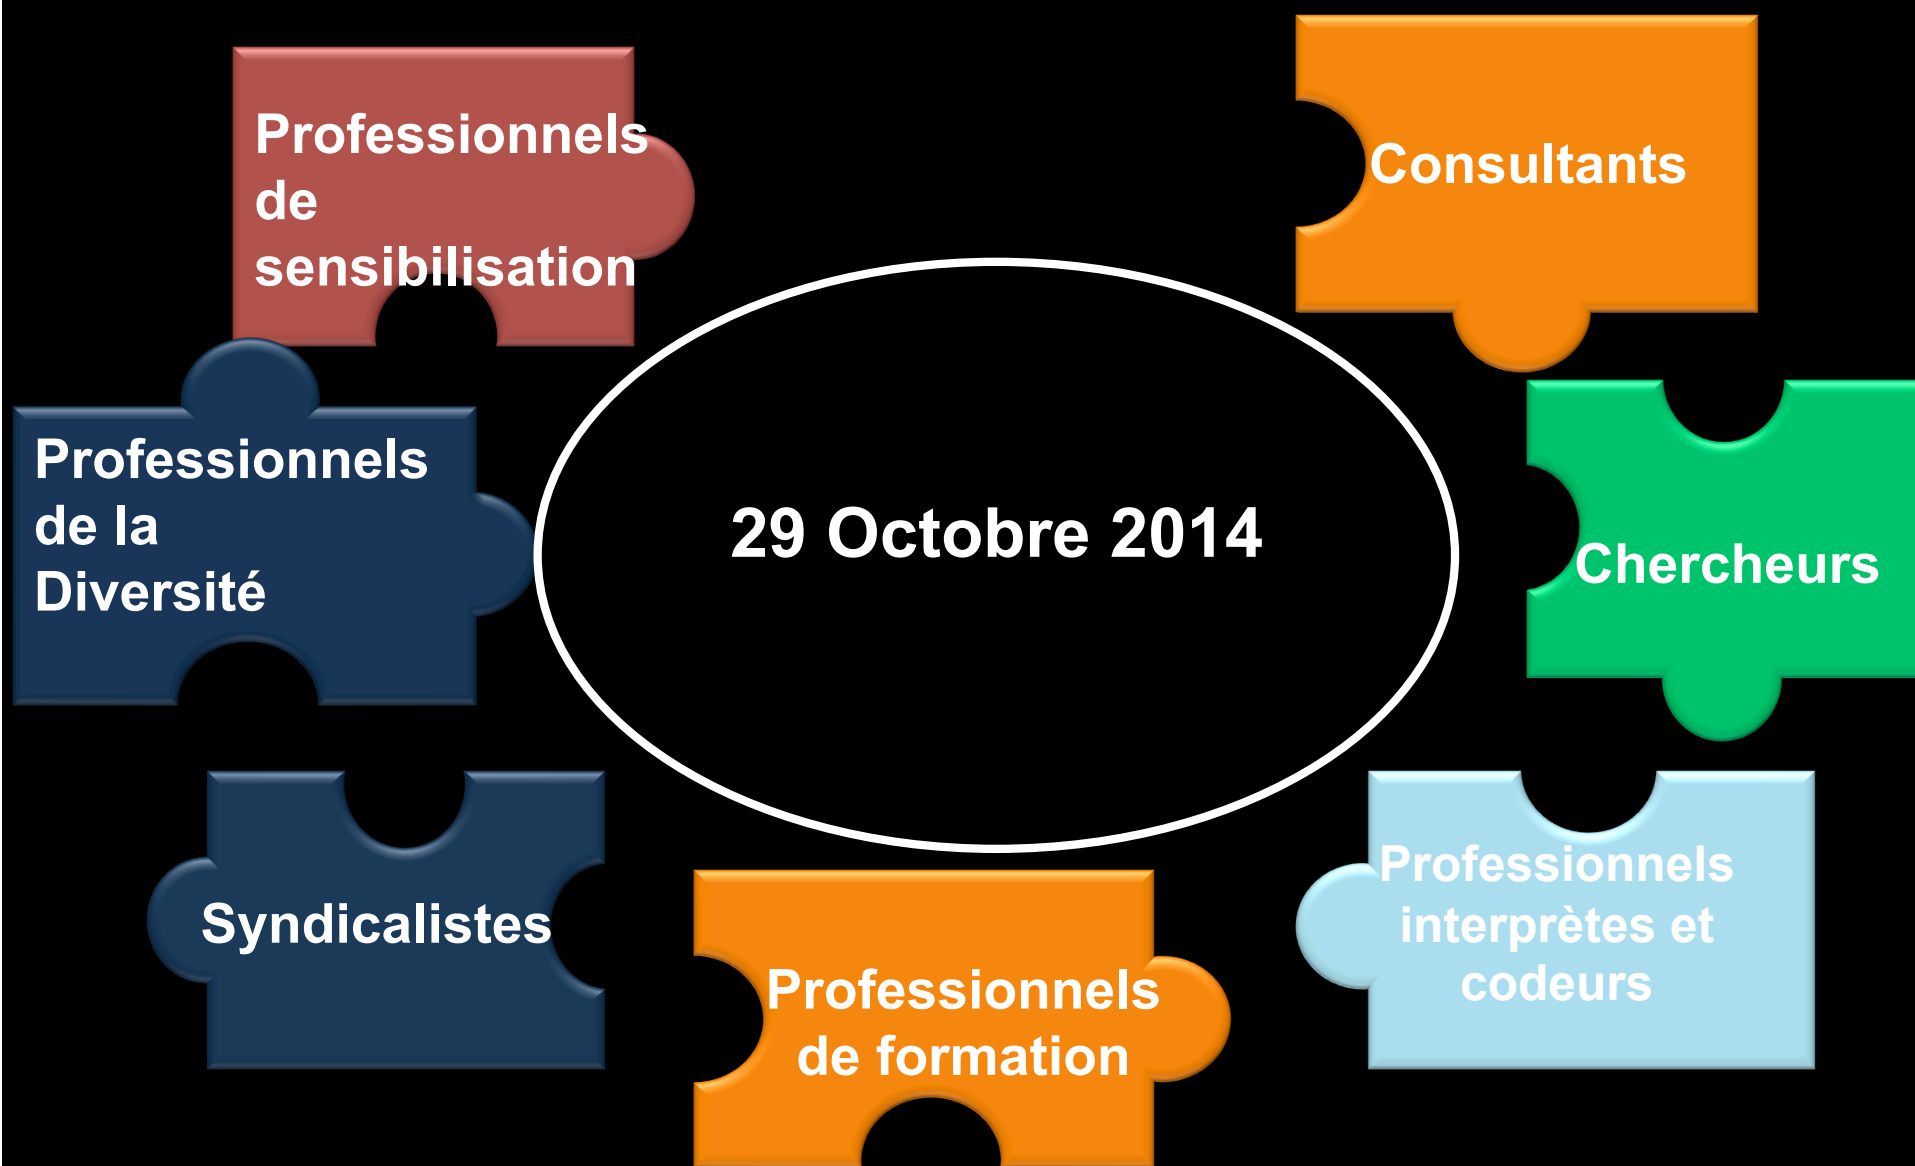 Professionnels
de
sensibilisation
Consultants
Professionnels
de la
Diversité
29 Octobre 2014
Chercheurs
Syndicalistes
Professionnels
de formation
Professionnels
interprètes et
codeurs